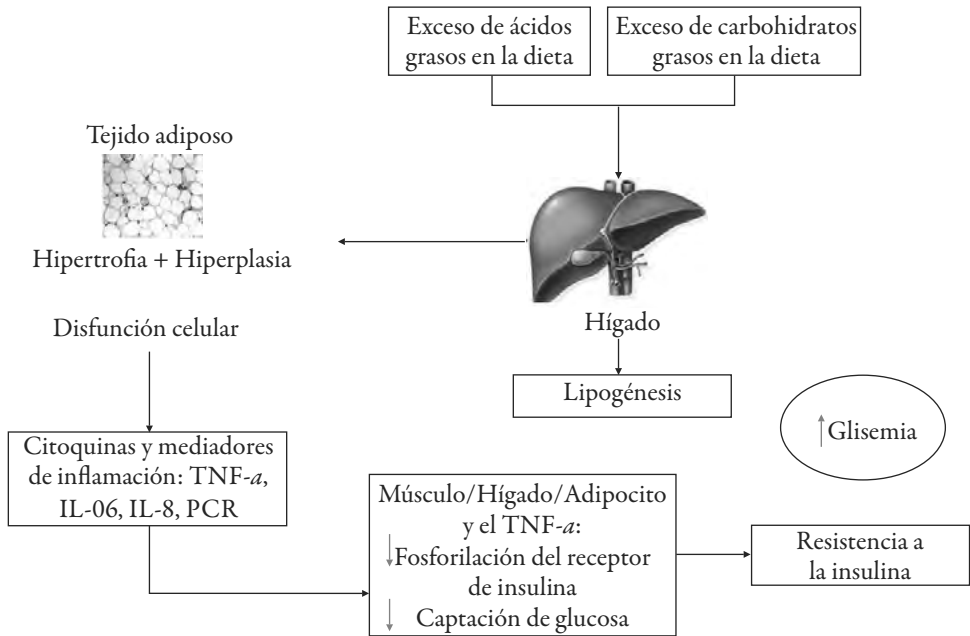 Exceso de ácidos
grasos en la dieta
Exceso de carbohidratos
grasos en la dieta
Tejido adiposo
Hipertrofia + Hiperplasia
Disfunción celular
Hígado
Lipogénesis
↑Glisemia
Citoquinas y mediadores
de inflamación: TNF-a,
IL-06, IL-8, PCR
Músculo/Hígado/Adipocito
y el TNF-a:
↓Fosforilación del receptor
de insulina
↓ Captación de glucosa
Resistencia a
la insulina